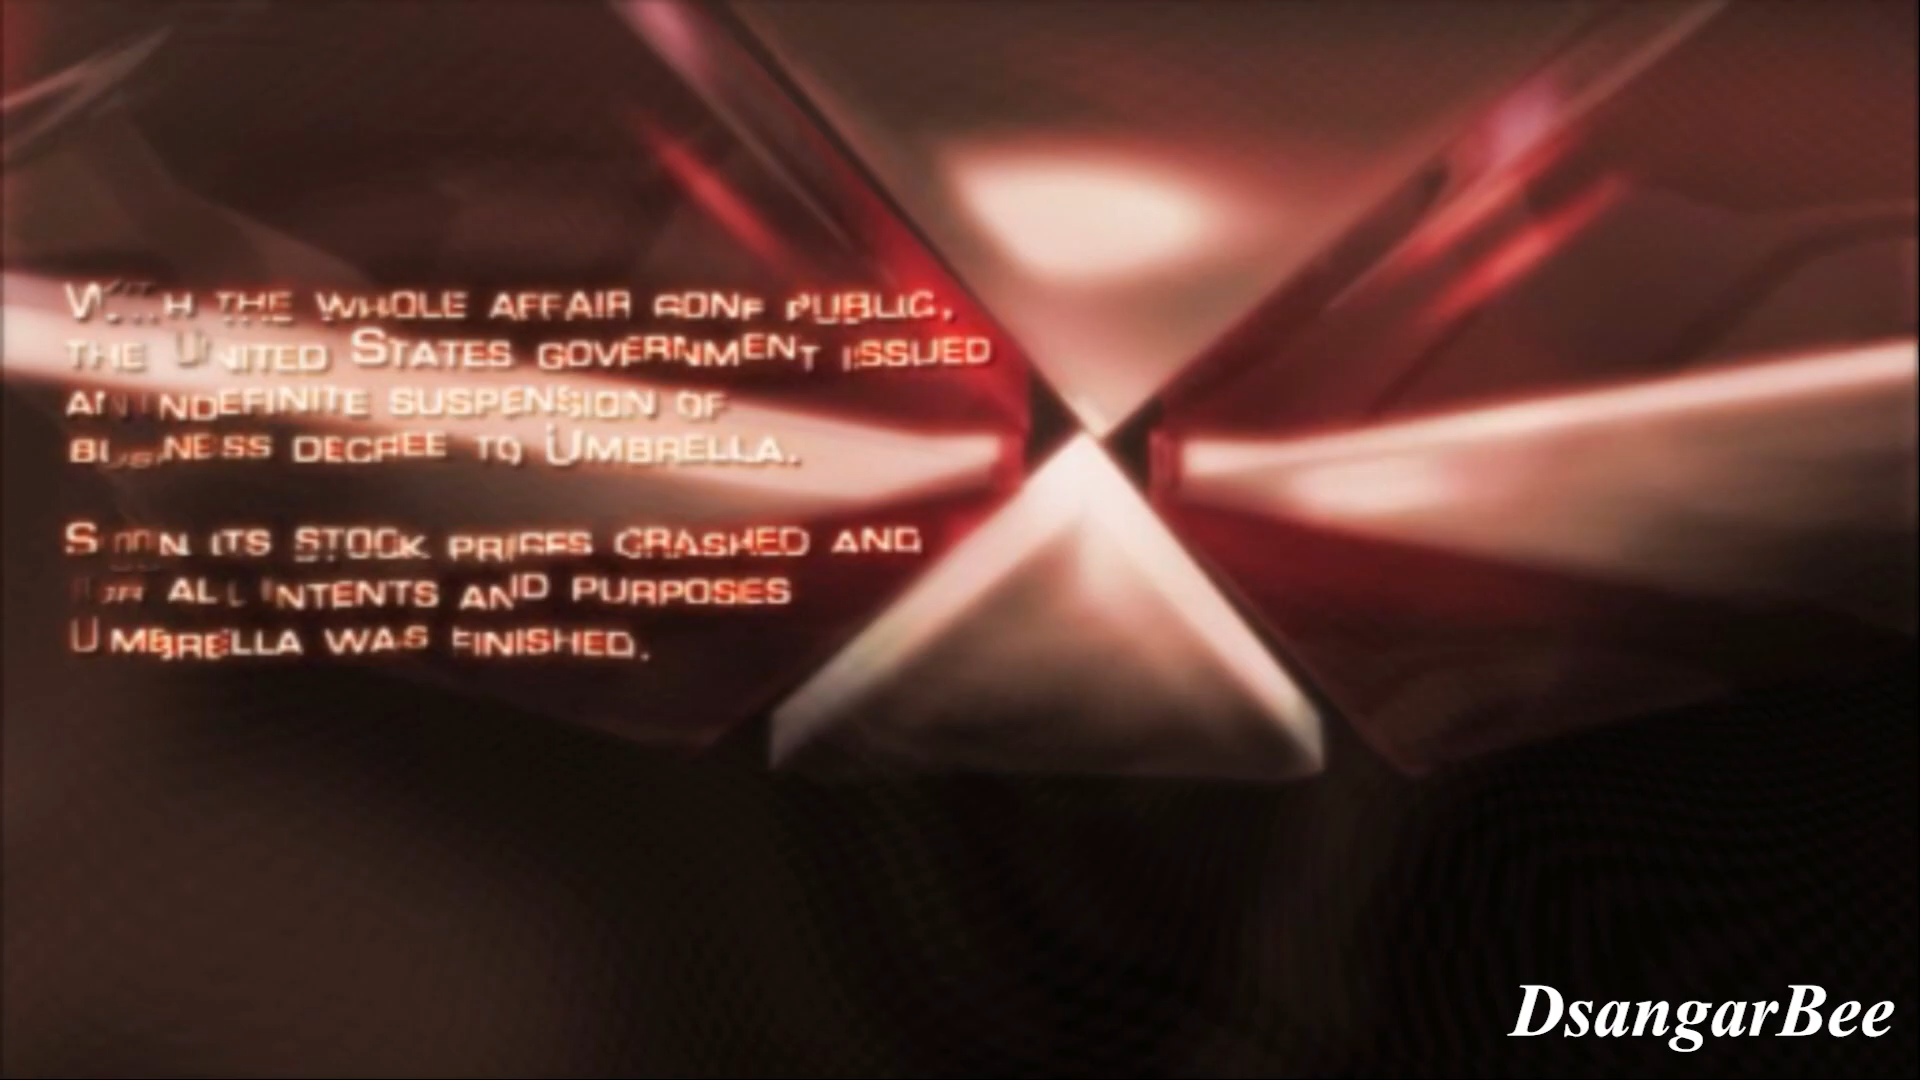 With the whole affair gone public,
the United States government issued
an indefinite suspension of
business decree to Umbrella.
Soon its stock prices crashed and
for all intents and purposes
Umbrella was finished.
DsangarBee